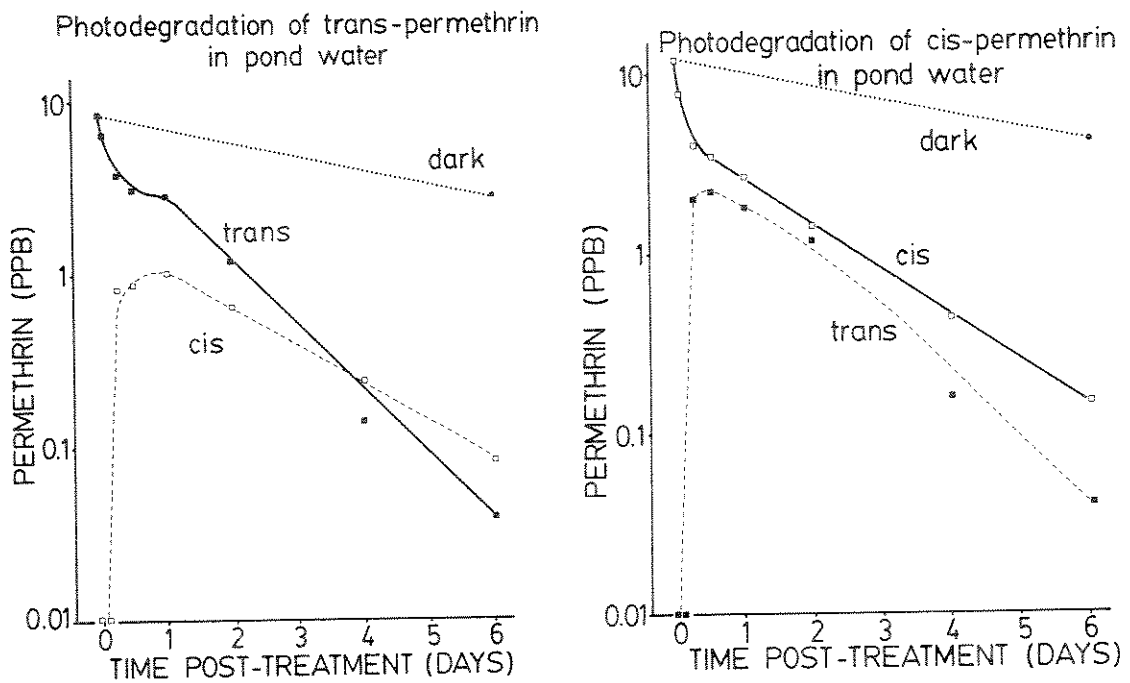 Photodegradation of trans-permethrin
in pond water
10
1
0.1
0.01
PERMETHRIN (PPB)
dark
trans
cis
0 1 2 3 4 5 6
TIME POST-TREATMENT (DAYS)
Photodegradation of cis-permethrin
in pond water
10
1
0.1
0.01
PERMETHRIN (PPB)
dark
cis
trans
0 1 2 3 4 5 6
TIME POST-TREATMENT (DAYS)